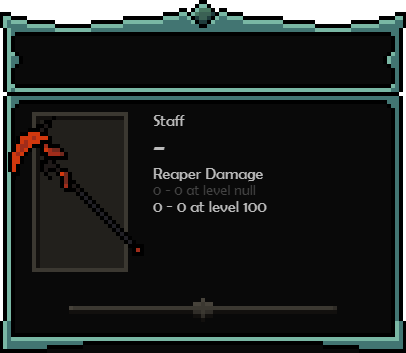 Staff
–
Reaper Damage
0 - 0 at level null
0 - 0 at level 100